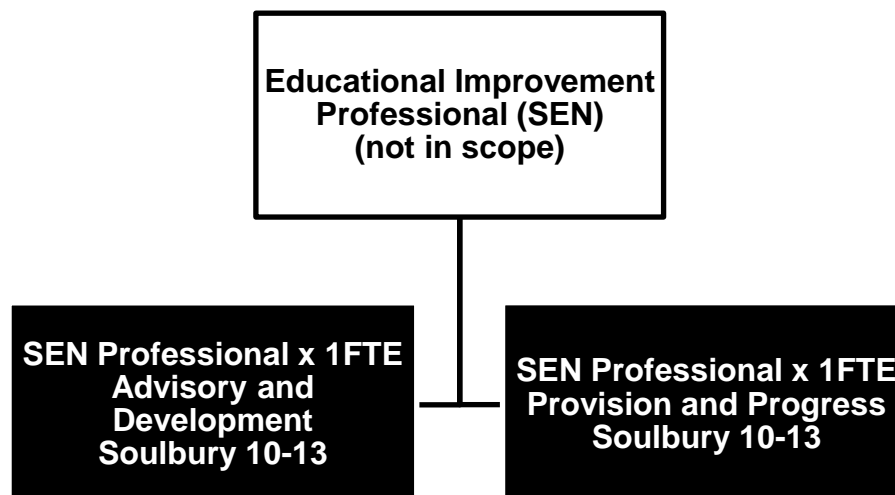 Educational Improvement
Professional (SEN)
(not in scope)
SEN Professional x 1FTE
Advisory and
Development
Soulbury 10-13
SEN Professional x 1FTE
Provision and Progress
Soulbury 10-13